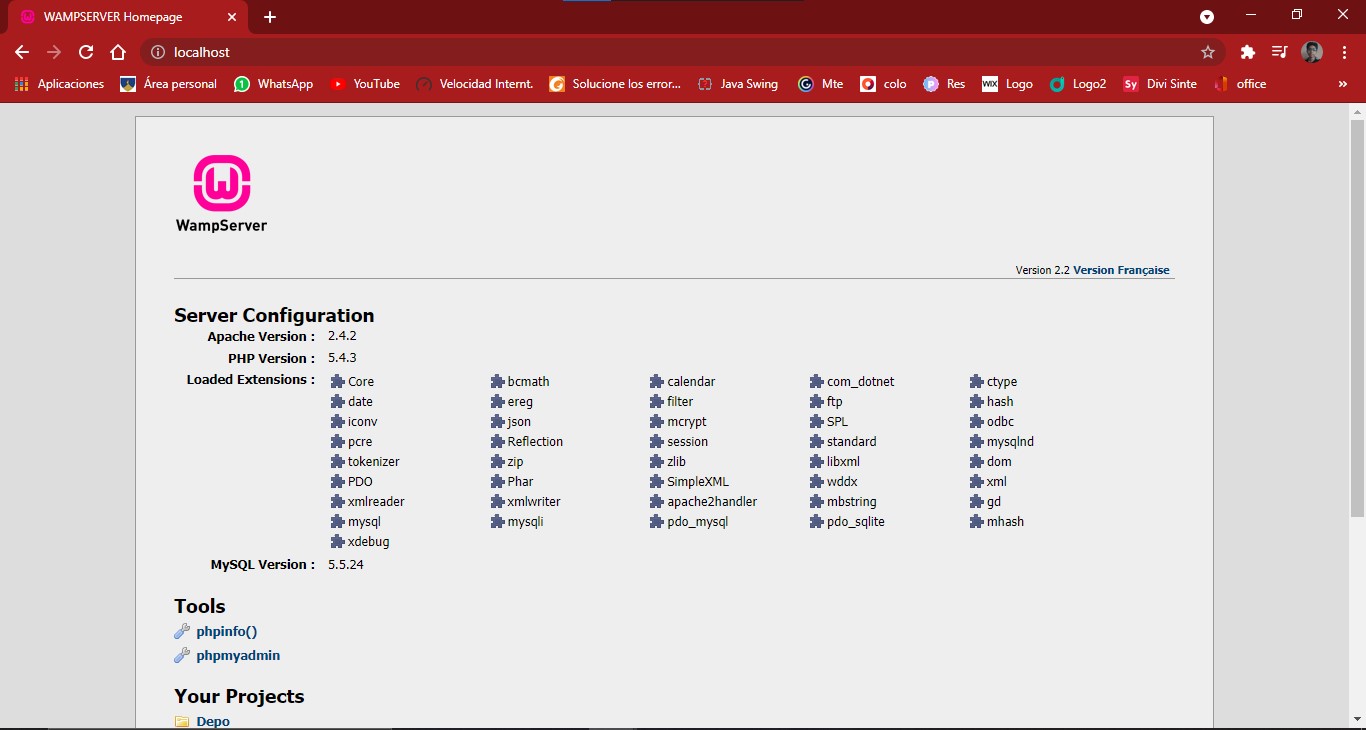 WAMPSERVER Homepage
localhost
Aplicaciones Área personal 1 WhatsApp YouTube Velocidad Internt. Solucione los error... Java Swing Mte colo Res WIX Logo Logo2 Sy Divi Sinte office »
W
WampServer
Version 2.2 Version Française
Server Configuration
Apache Version : 2.4.2
PHP Version : 5.4.3
Loaded Extensions : Core bcmath calendar com_dotnet ctype
date ereg filter ftp hash
iconv json mcrypt SPL odbc
pcre Reflection session standard mysqlnd
tokenizer zip zlib libxml dom
PDO Phar SimpleXML wddx xml
xmlreader xmlwriter apache2handler mbstring gd
mysql mysqli pdo_mysql pdo_sqlite mhash
xdebug
MySQL Version : 5.5.24
Tools
phpinfo()
phpmyadmin
Your Projects
Depo